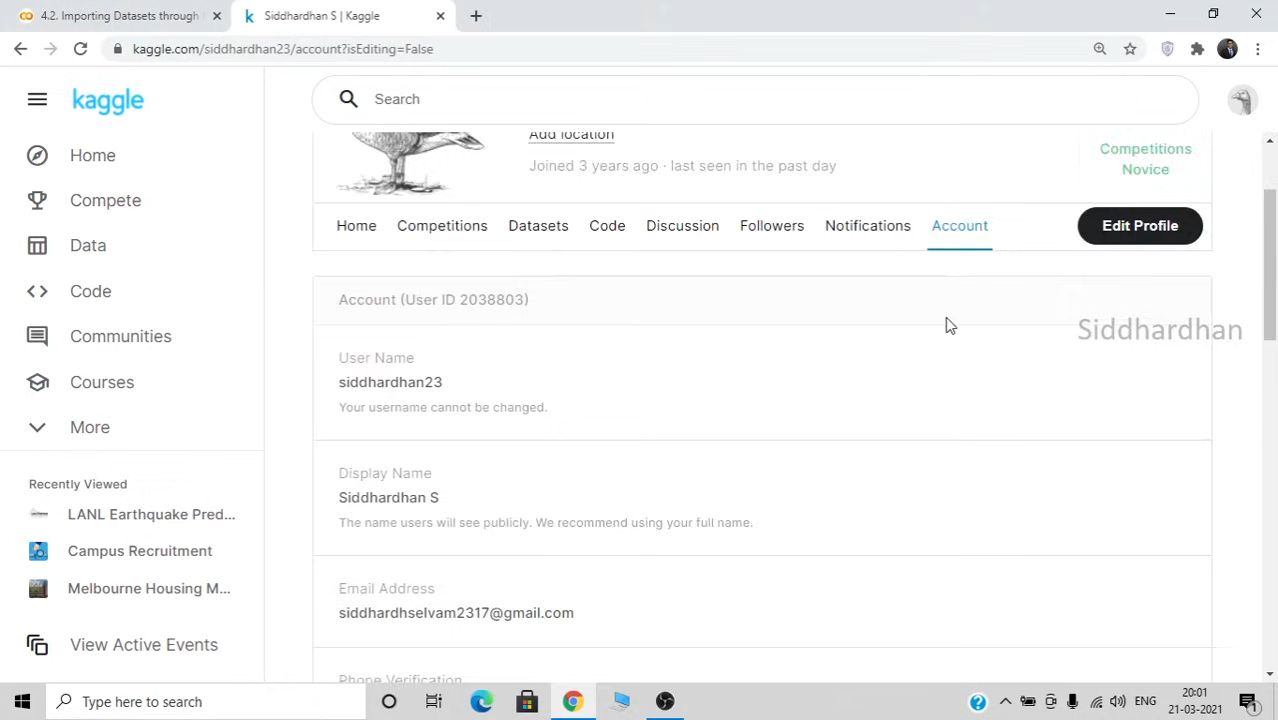 4.2. Importing Datasets through
Siddhardhan S | Kaggle
kaggle.com/siddhardhan23/account?isEditing=False
kaggle
Search
Home
Compete
Data
Code
Communities
Courses
More
Recently Viewed
LANL Earthquake Pred...
Campus Recruitment
Melbourne Housing M...
View Active Events
Add location
Joined 3 years ago · last seen in the past day
Competitions
Novice
Home Competitions Datasets Code Discussion Followers Notifications Account Edit Profile
Account (User ID 2038803)
Siddhardhan
User Name
siddhardhan23
Your username cannot be changed.
Display Name
Siddhardhan S
The name users will see publicly. We recommend using your full name.
Email Address
siddhardhselvam2317@gmail.com
Phone Verification
Type here to search
ENG
20:01
21-03-2021